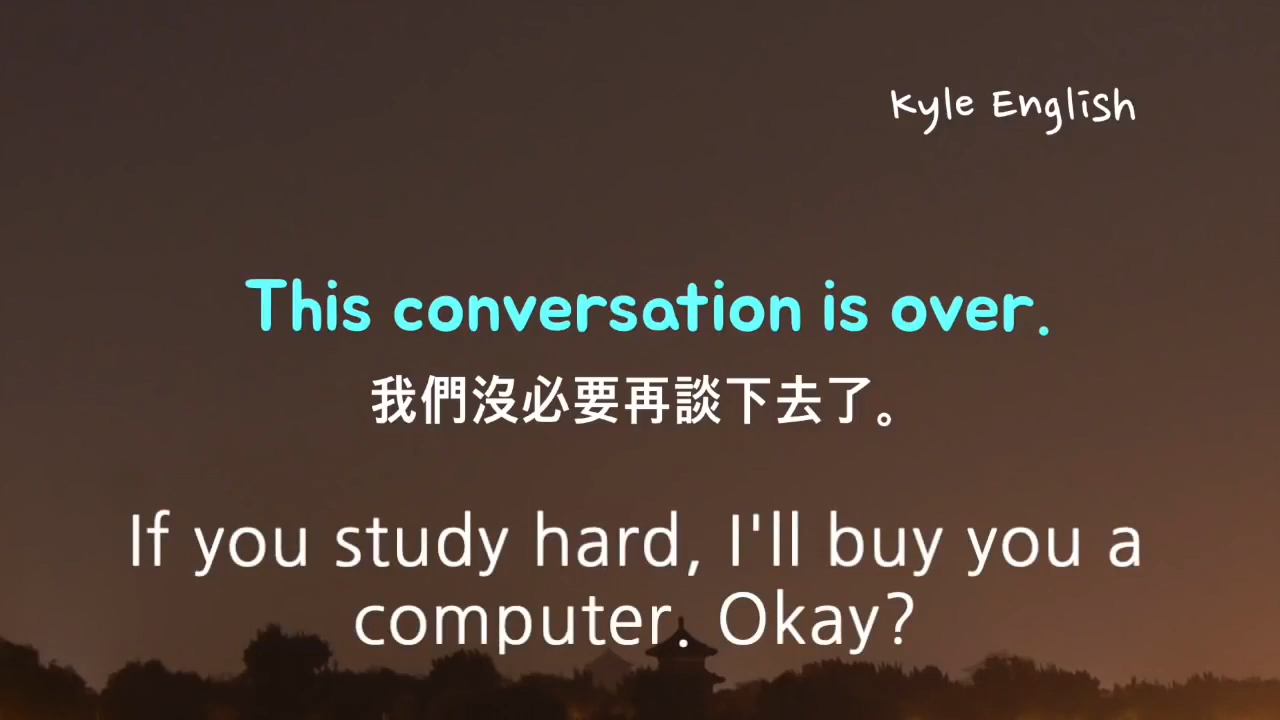 Kyle English
This conversation is over.
我們沒必要再談下去了。
If you study hard, I'll buy you a
computer. Okay?